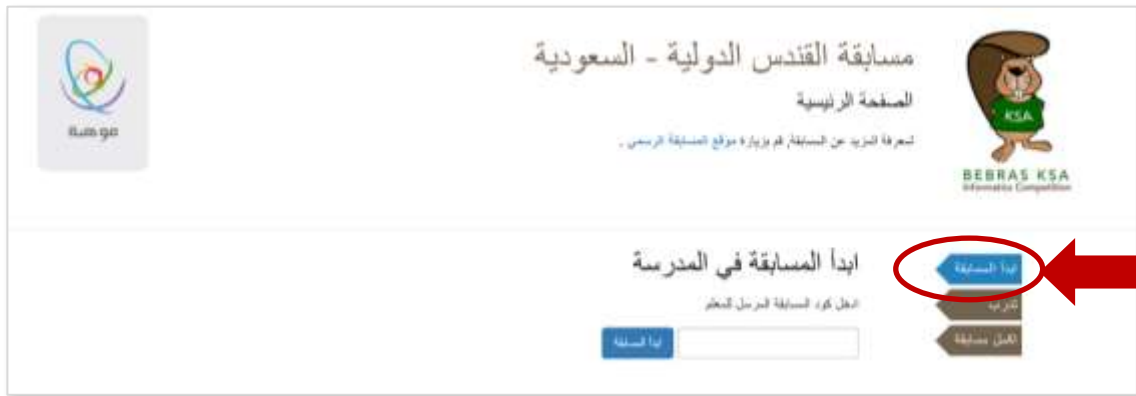 مسابقة القندس الدولية - السعودية
الصفحة الرئيسية
لمعرفة المزيد عن المسابقة, قم بزيارة موقع المسابقة الرسمي .
موهبة
KSA
BEBRAS KSA
Informatics Competition
ابدأ المسابقة
تدرب
اكمل مسابقة
ابدأ المسابقة في المدرسة
ادخل كود المسابقة المرسل للمعلم
ابدأ المسابقة